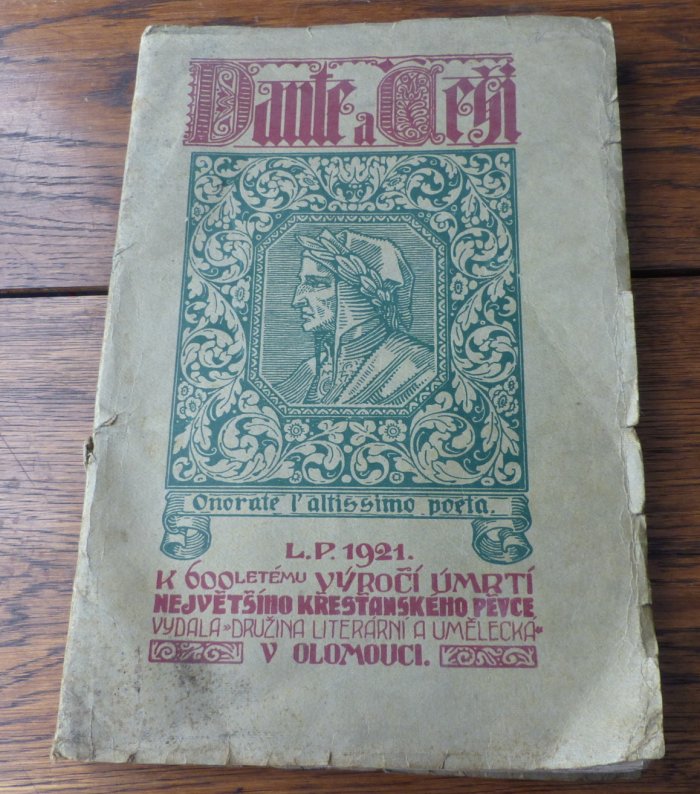 Dante a Češi
Onorate l'altissimo poeta.
L.P. 1921.
K 600LETÉMU VÝROČÍ ÚMRTÍ
NEJVĚTŠÍHO KŘESŤANSKÉHO PĚVCE
VYDALA »DRUŽINA LITERÁRNÍ A UMĚLECKÁ«
V OLOMOUCI.